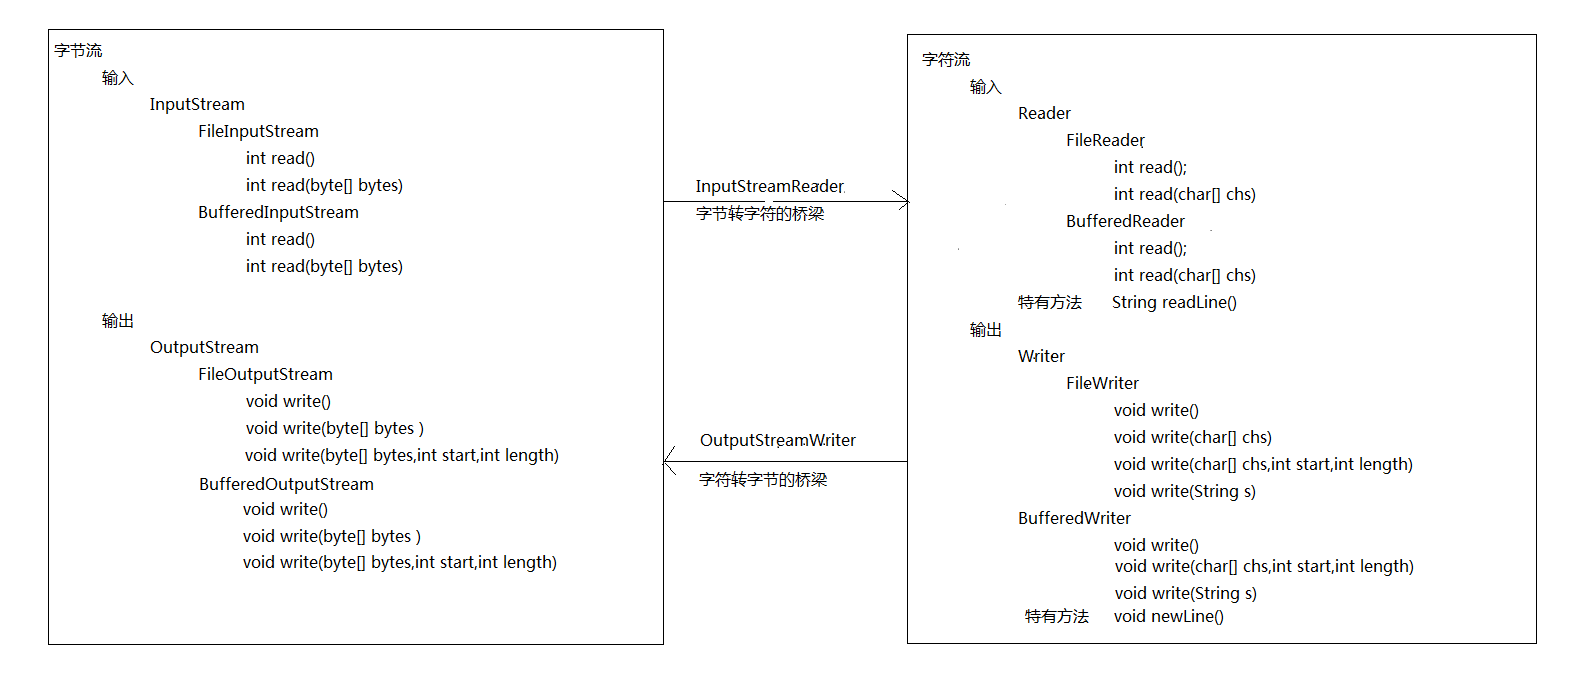 字节流
输入
InputStream
FileInputStream
int read()
int read(byte[] bytes)
BufferedInputStream
int read()
int read(byte[] bytes)
输出
OutputStream
FileOutputStream
void write()
void write(byte[] bytes )
void write(byte[] bytes,int start,int length)
BufferedOutputStream
void write()
void write(byte[] bytes )
void write(byte[] bytes,int start,int length)
InputStreamReader
字节转字符的桥梁
OutputStreamWriter
字符转字节的桥梁
字符流
输入
Reader
FileReader
int read();
int read(char[] chs)
BufferedReader
int read();
int read(char[] chs)
特有方法 String readLine()
输出
Writer
FileWriter
void write()
void write(char[] chs)
void write(char[] chs,int start,int length)
void write(String s)
BufferedWriter
void write()
void write(char[] chs,int start,int length)
void write(String s)
特有方法 void newLine()